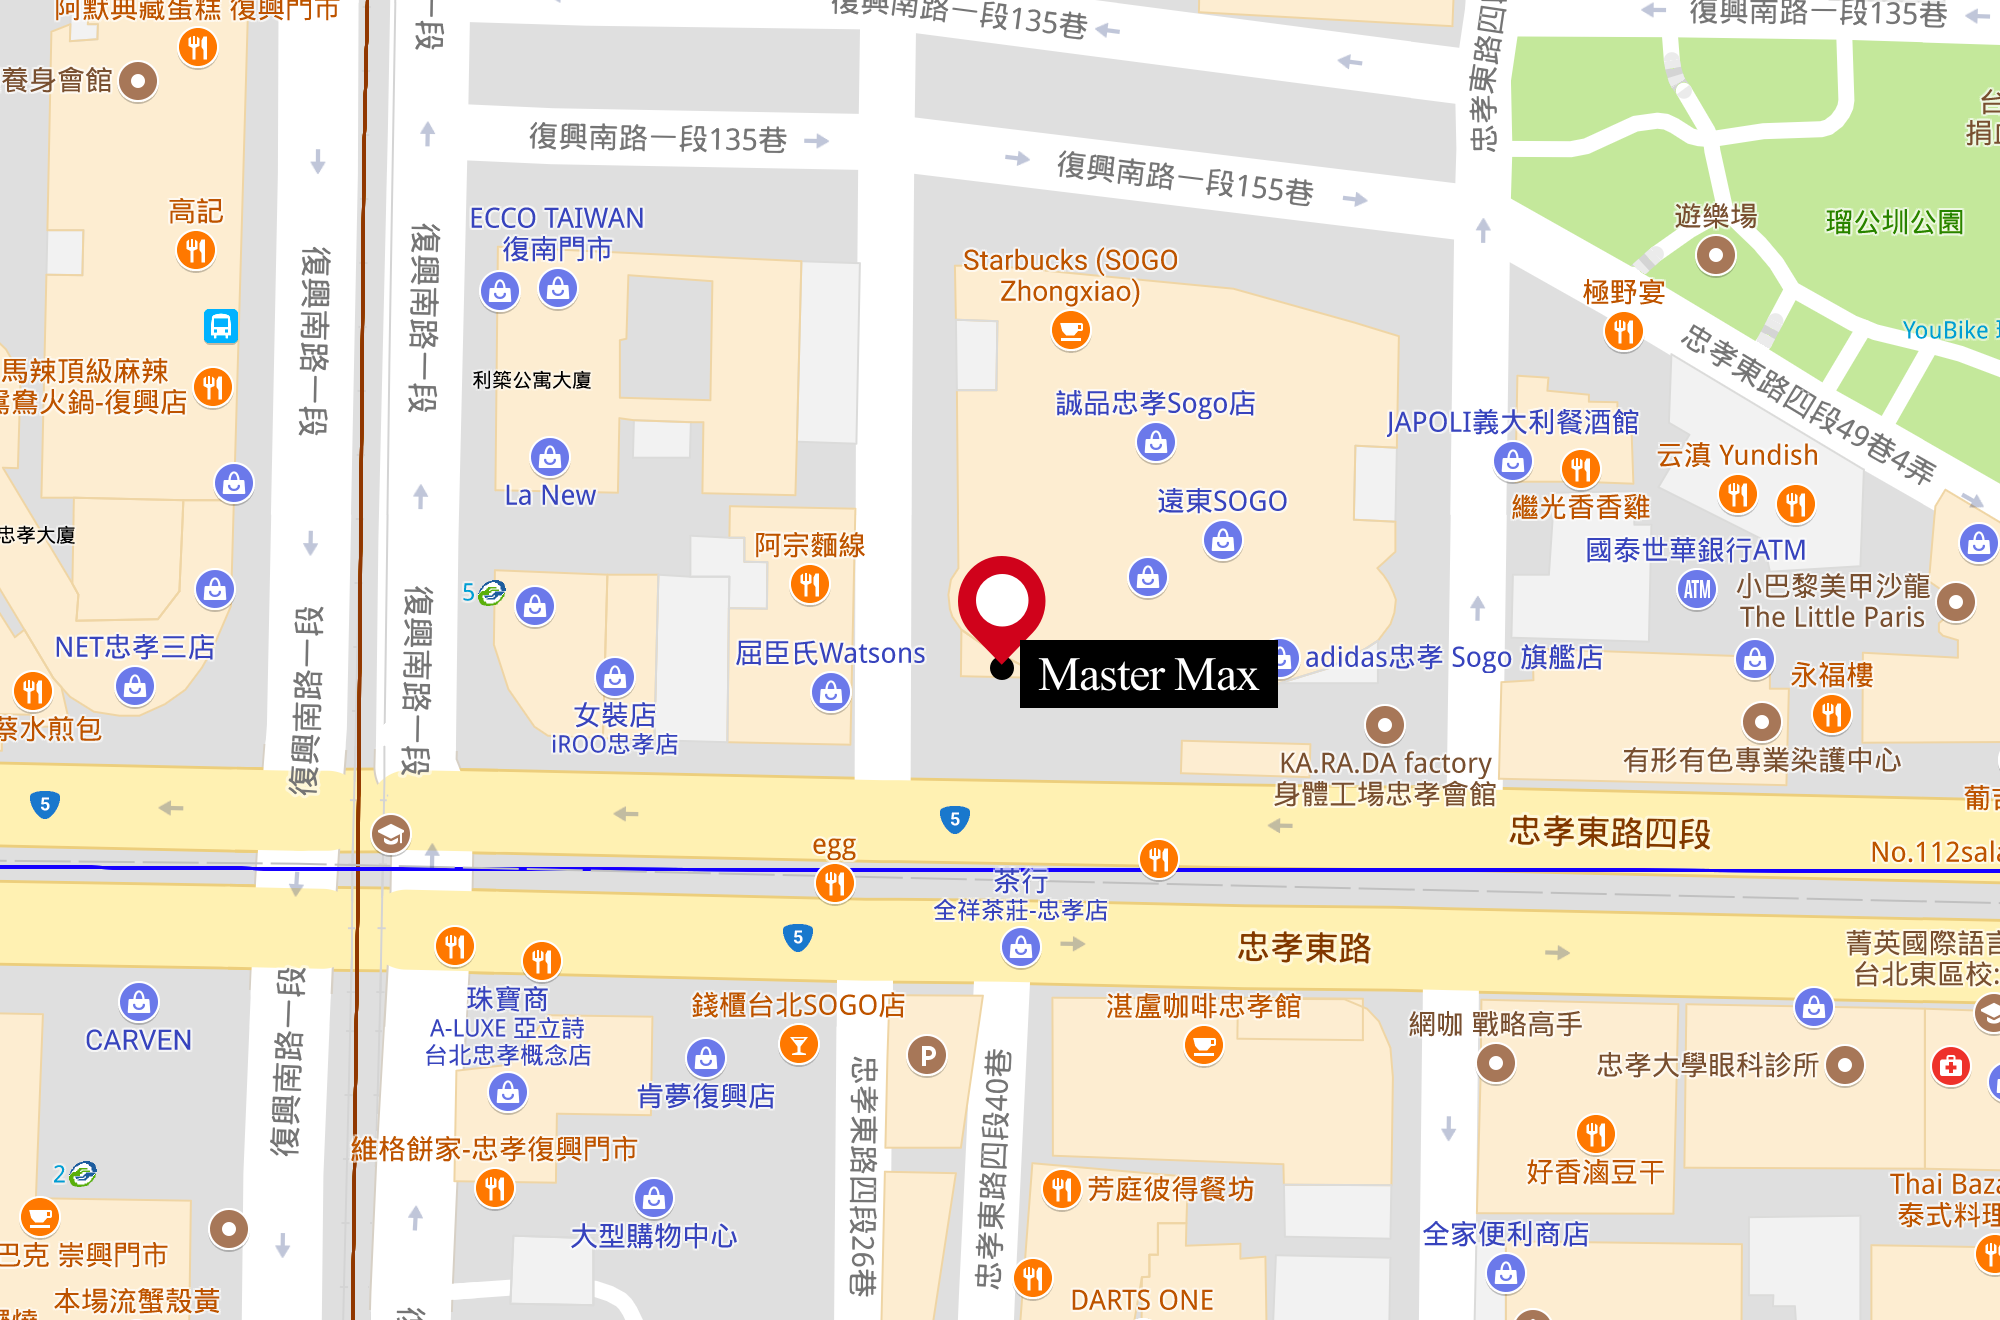 阿默典藏蛋糕 復興門市
一段
復興南路一段135巷
忠孝東路四段
復興南路一段135巷
養身會館
復興南路一段135巷
復興南路一段155巷
高記
ECCO TAIWAN
復南門市
Starbucks (SOGO
Zhongxiao)
遊樂場
瑠公圳公園
極野宴
YouBike
復興南路一段
復興南路一段
馬辣頂級麻辣
鴛鴦火鍋-復興店
利築公寓大廈
誠品忠孝Sogo店
JAPOLI義大利餐酒館
忠孝東路四段49巷4弄
云滇 Yundish
La New
遠東SOGO
繼光香香雞
忠孝大廈
阿宗麵線
國泰世華銀行ATM
ATM
小巴黎美甲沙龍
The Little Paris
5
復興南路一段
復興南路一段
NET忠孝三店
屈臣氏Watsons
Master Max
adidas忠孝 Sogo 旗艦店
永福樓
蔡水煎包
女裝店
iROO忠孝店
KA.RA.DA factory
身體工場忠孝會館
有形有色專業染護中心
5
5
忠孝東路四段
egg
No.112sala
茶行
全祥茶莊-忠孝店
5
忠孝東路
菁英國際語言
台北東區校
復興南路一段
CARVEN
珠寶商
A-LUXE 亞立詩
台北忠孝概念店
錢櫃台北SOGO店
P
湛盧咖啡忠孝館
網咖 戰略高手
忠孝大學眼科診所
肯夢復興店
忠孝東路四段26巷
忠孝東路四段40巷
維格餅家-忠孝復興門市
2
芳庭彼得餐坊
好香滷豆干
Thai Baza
泰式料理
大型購物中心
全家便利商店
巴克 崇興門市
本場流蟹殼黃
DARTS ONE